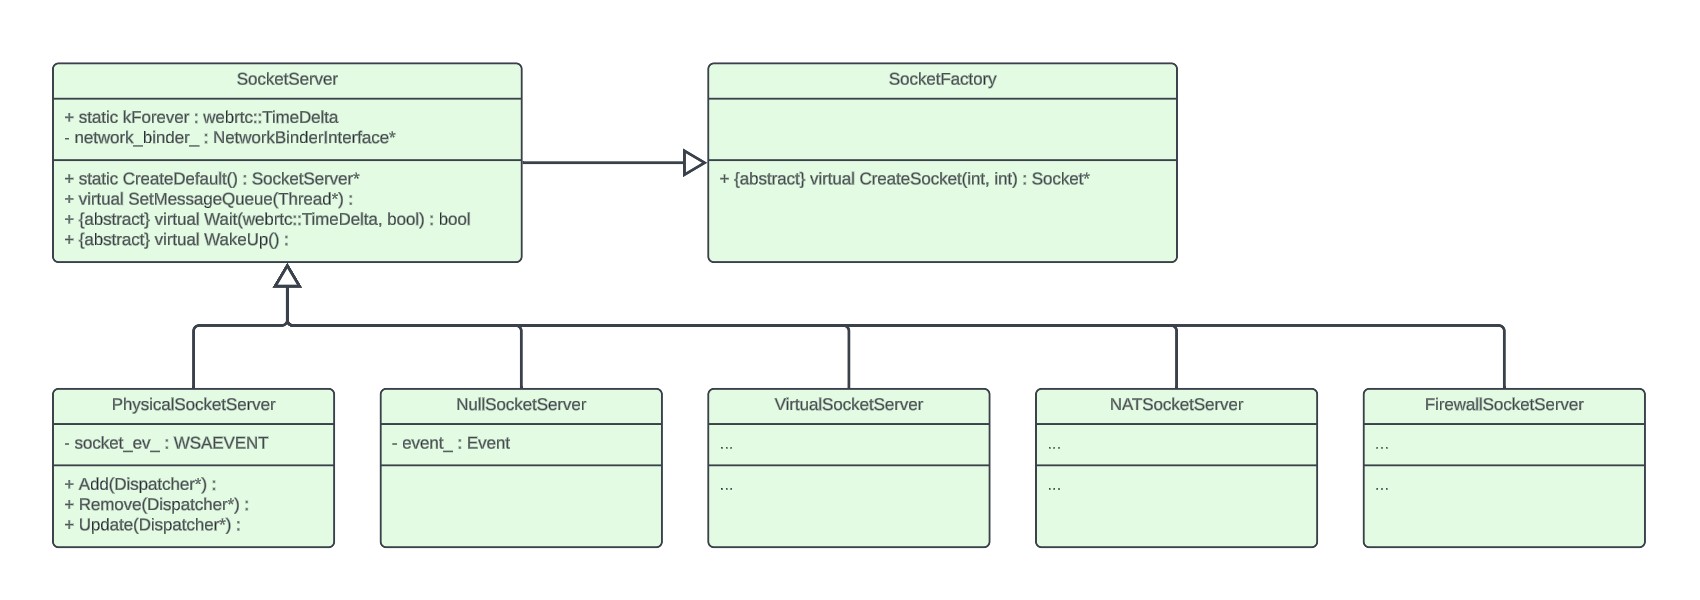 SocketServer
+ static kForever : webrtc::TimeDelta
- network_binder_ : NetworkBinderInterface*
+ static CreateDefault() : SocketServer*
+ virtual SetMessageQueue(Thread*) :
+ {abstract} virtual Wait(webrtc::TimeDelta, bool) : bool
+ {abstract} virtual WakeUp() :
SocketFactory
+ {abstract} virtual CreateSocket(int, int) : Socket*
PhysicalSocketServer
- socket_ev_ : WSAEVENT
+ Add(Dispatcher*) :
+ Remove(Dispatcher*) :
+ Update(Dispatcher*) :
NullSocketServer
- event_ : Event
VirtualSocketServer
...
...
NATSocketServer
...
...
FirewallSocketServer
...
...